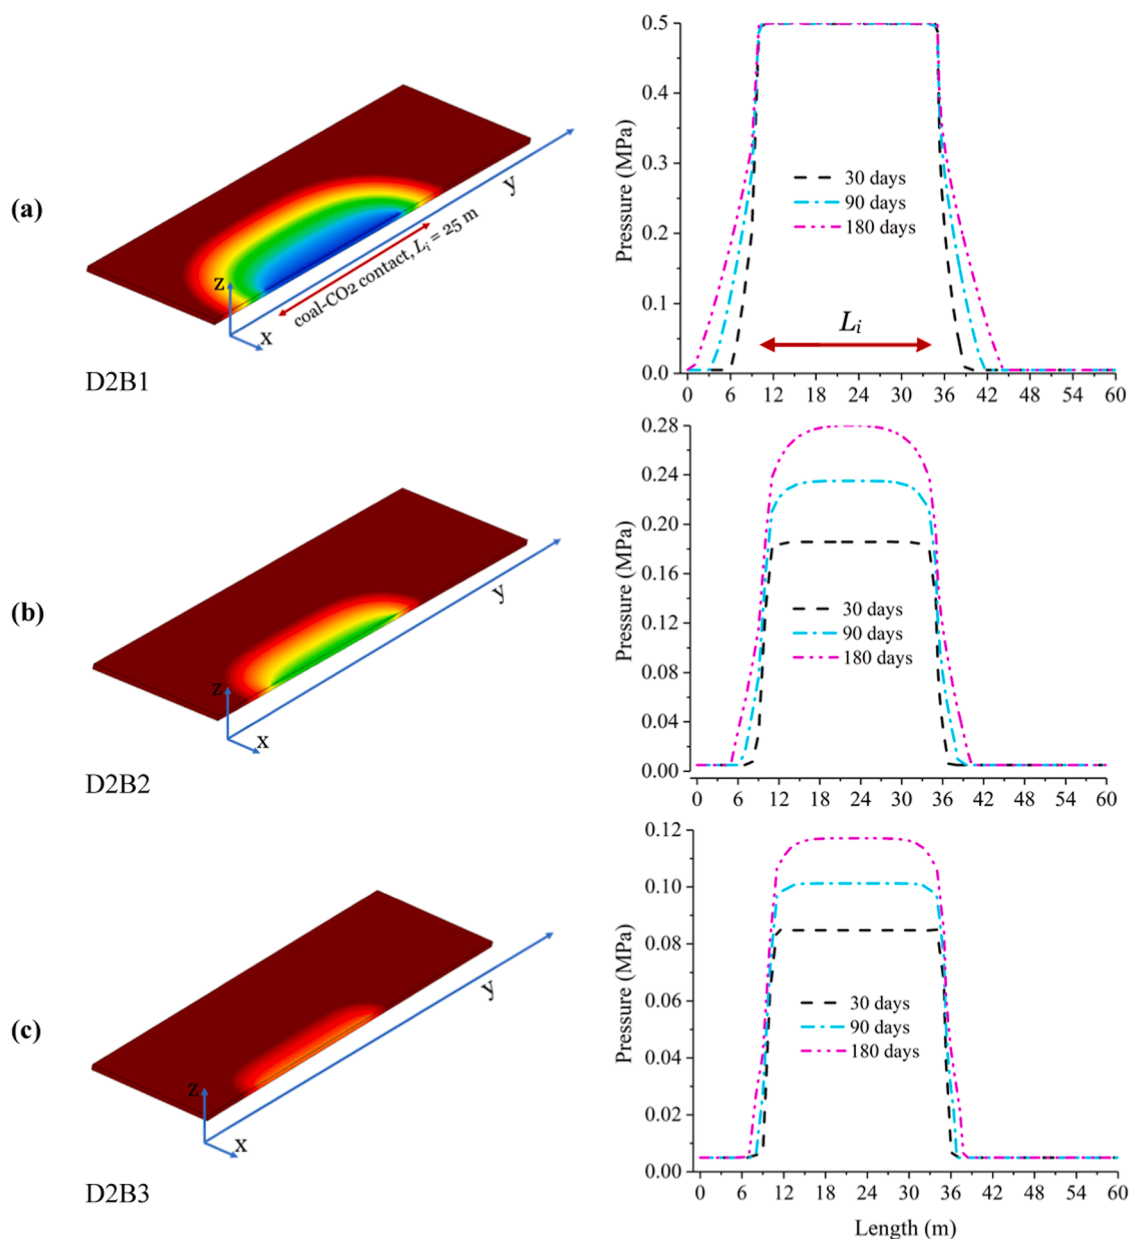 (a)
z
x
y
coal-CO2 contact, Li = 25 m
D2B1
Pressure (MPa)
0.5
0.4
0.3
0.2
0.1
0.0
30 days
90 days
180 days
Li
0 6 12 18 24 30 36 42 48 54 60
(b)
z
x
y
D2B2
Pressure (MPa)
0.28
0.24
0.20
0.16
0.12
0.08
0.04
0.00
30 days
90 days
180 days
0 6 12 18 24 30 36 42 48 54 60
(c)
z
x
y
D2B3
Pressure (MPa)
0.12
0.10
0.08
0.06
0.04
0.02
0.00
30 days
90 days
180 days
0 6 12 18 24 30 36 42 48 54 60
Length (m)